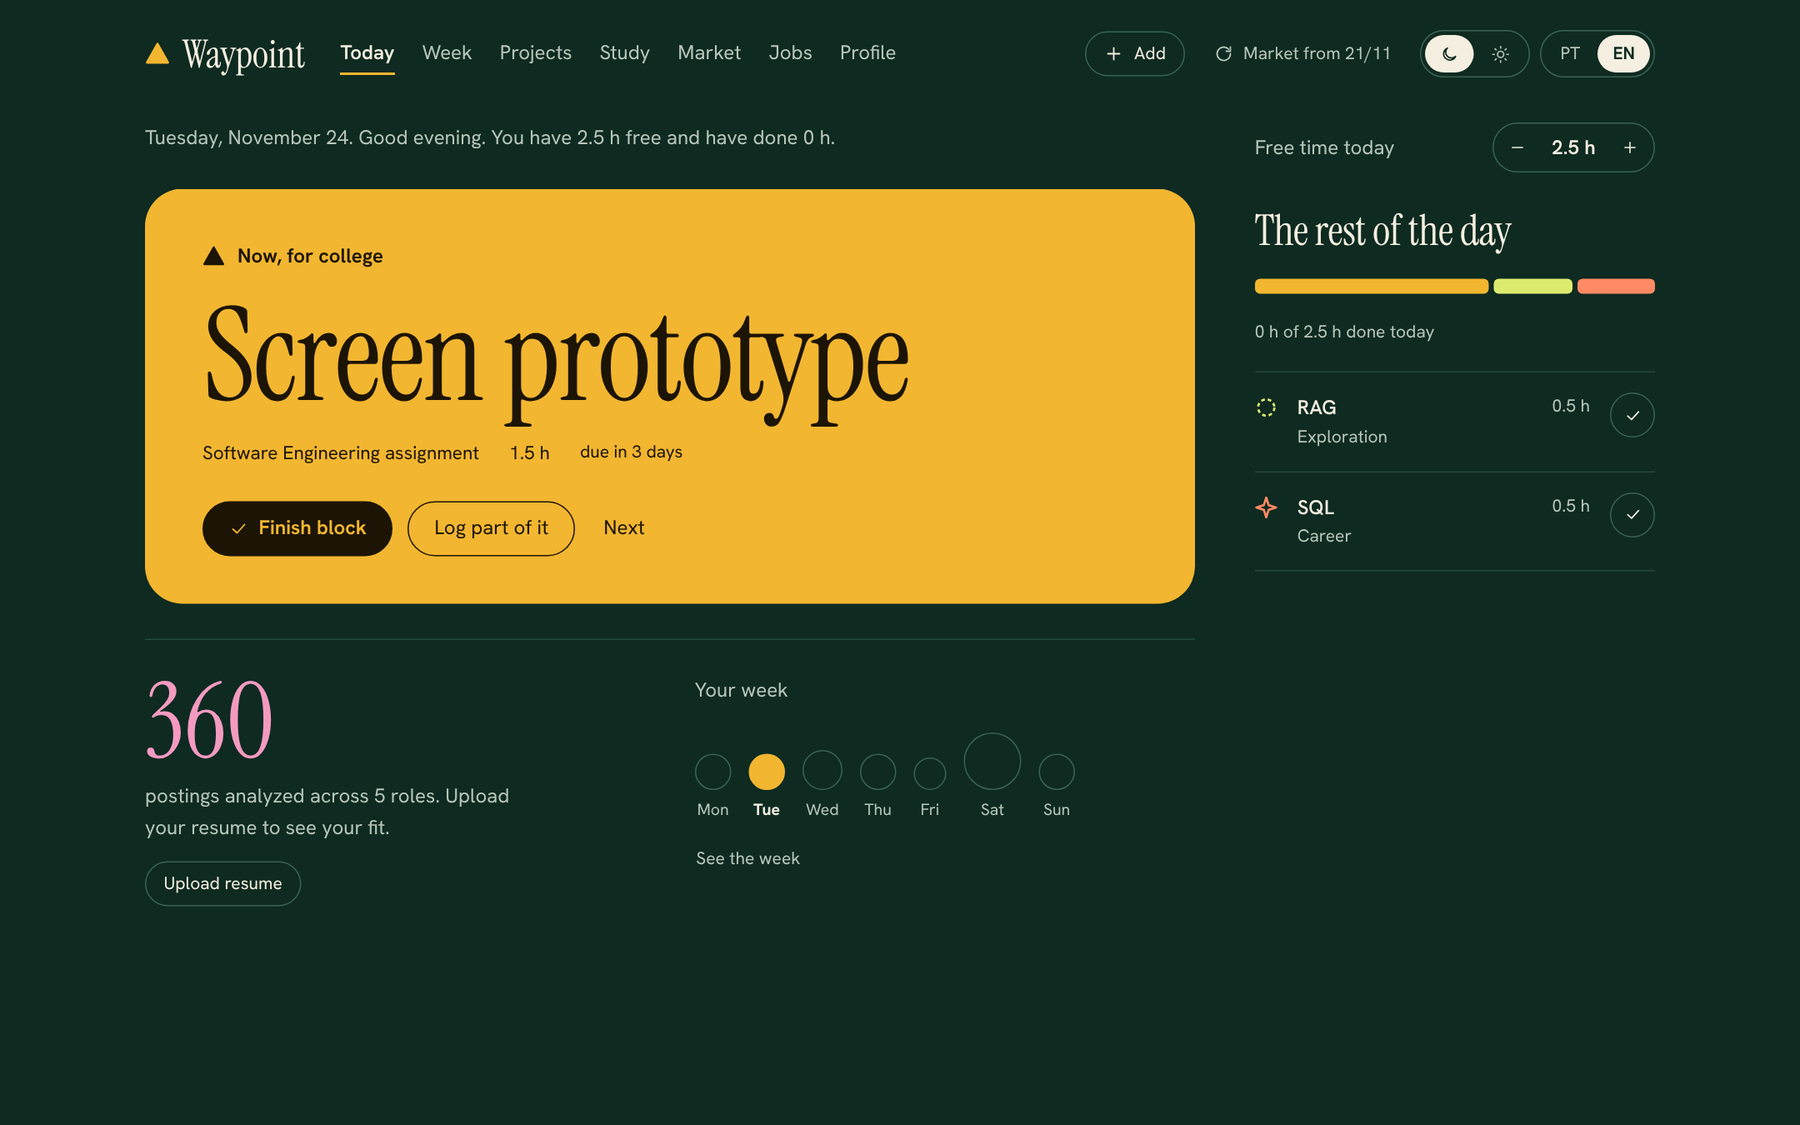 Waypoint
Today
Week
Projects
Study
Market
Jobs
Profile
Add
Market from 21/11
PT
EN
Tuesday, November 24. Good evening. You have 2.5 h free and have done 0 h.
Now, for college
Screen prototype
Software Engineering assignment
1.5 h
due in 3 days
Finish block
Log part of it
Next
Free time today
2.5 h
The rest of the day
0 h of 2.5 h done today
RAG
0.5 h
Exploration
SQL
0.5 h
Career
360
postings analyzed across 5 roles. Upload
your resume to see your fit.
Upload resume
Your week
Mon
Tue
Wed
Thu
Fri
Sat
Sun
See the week